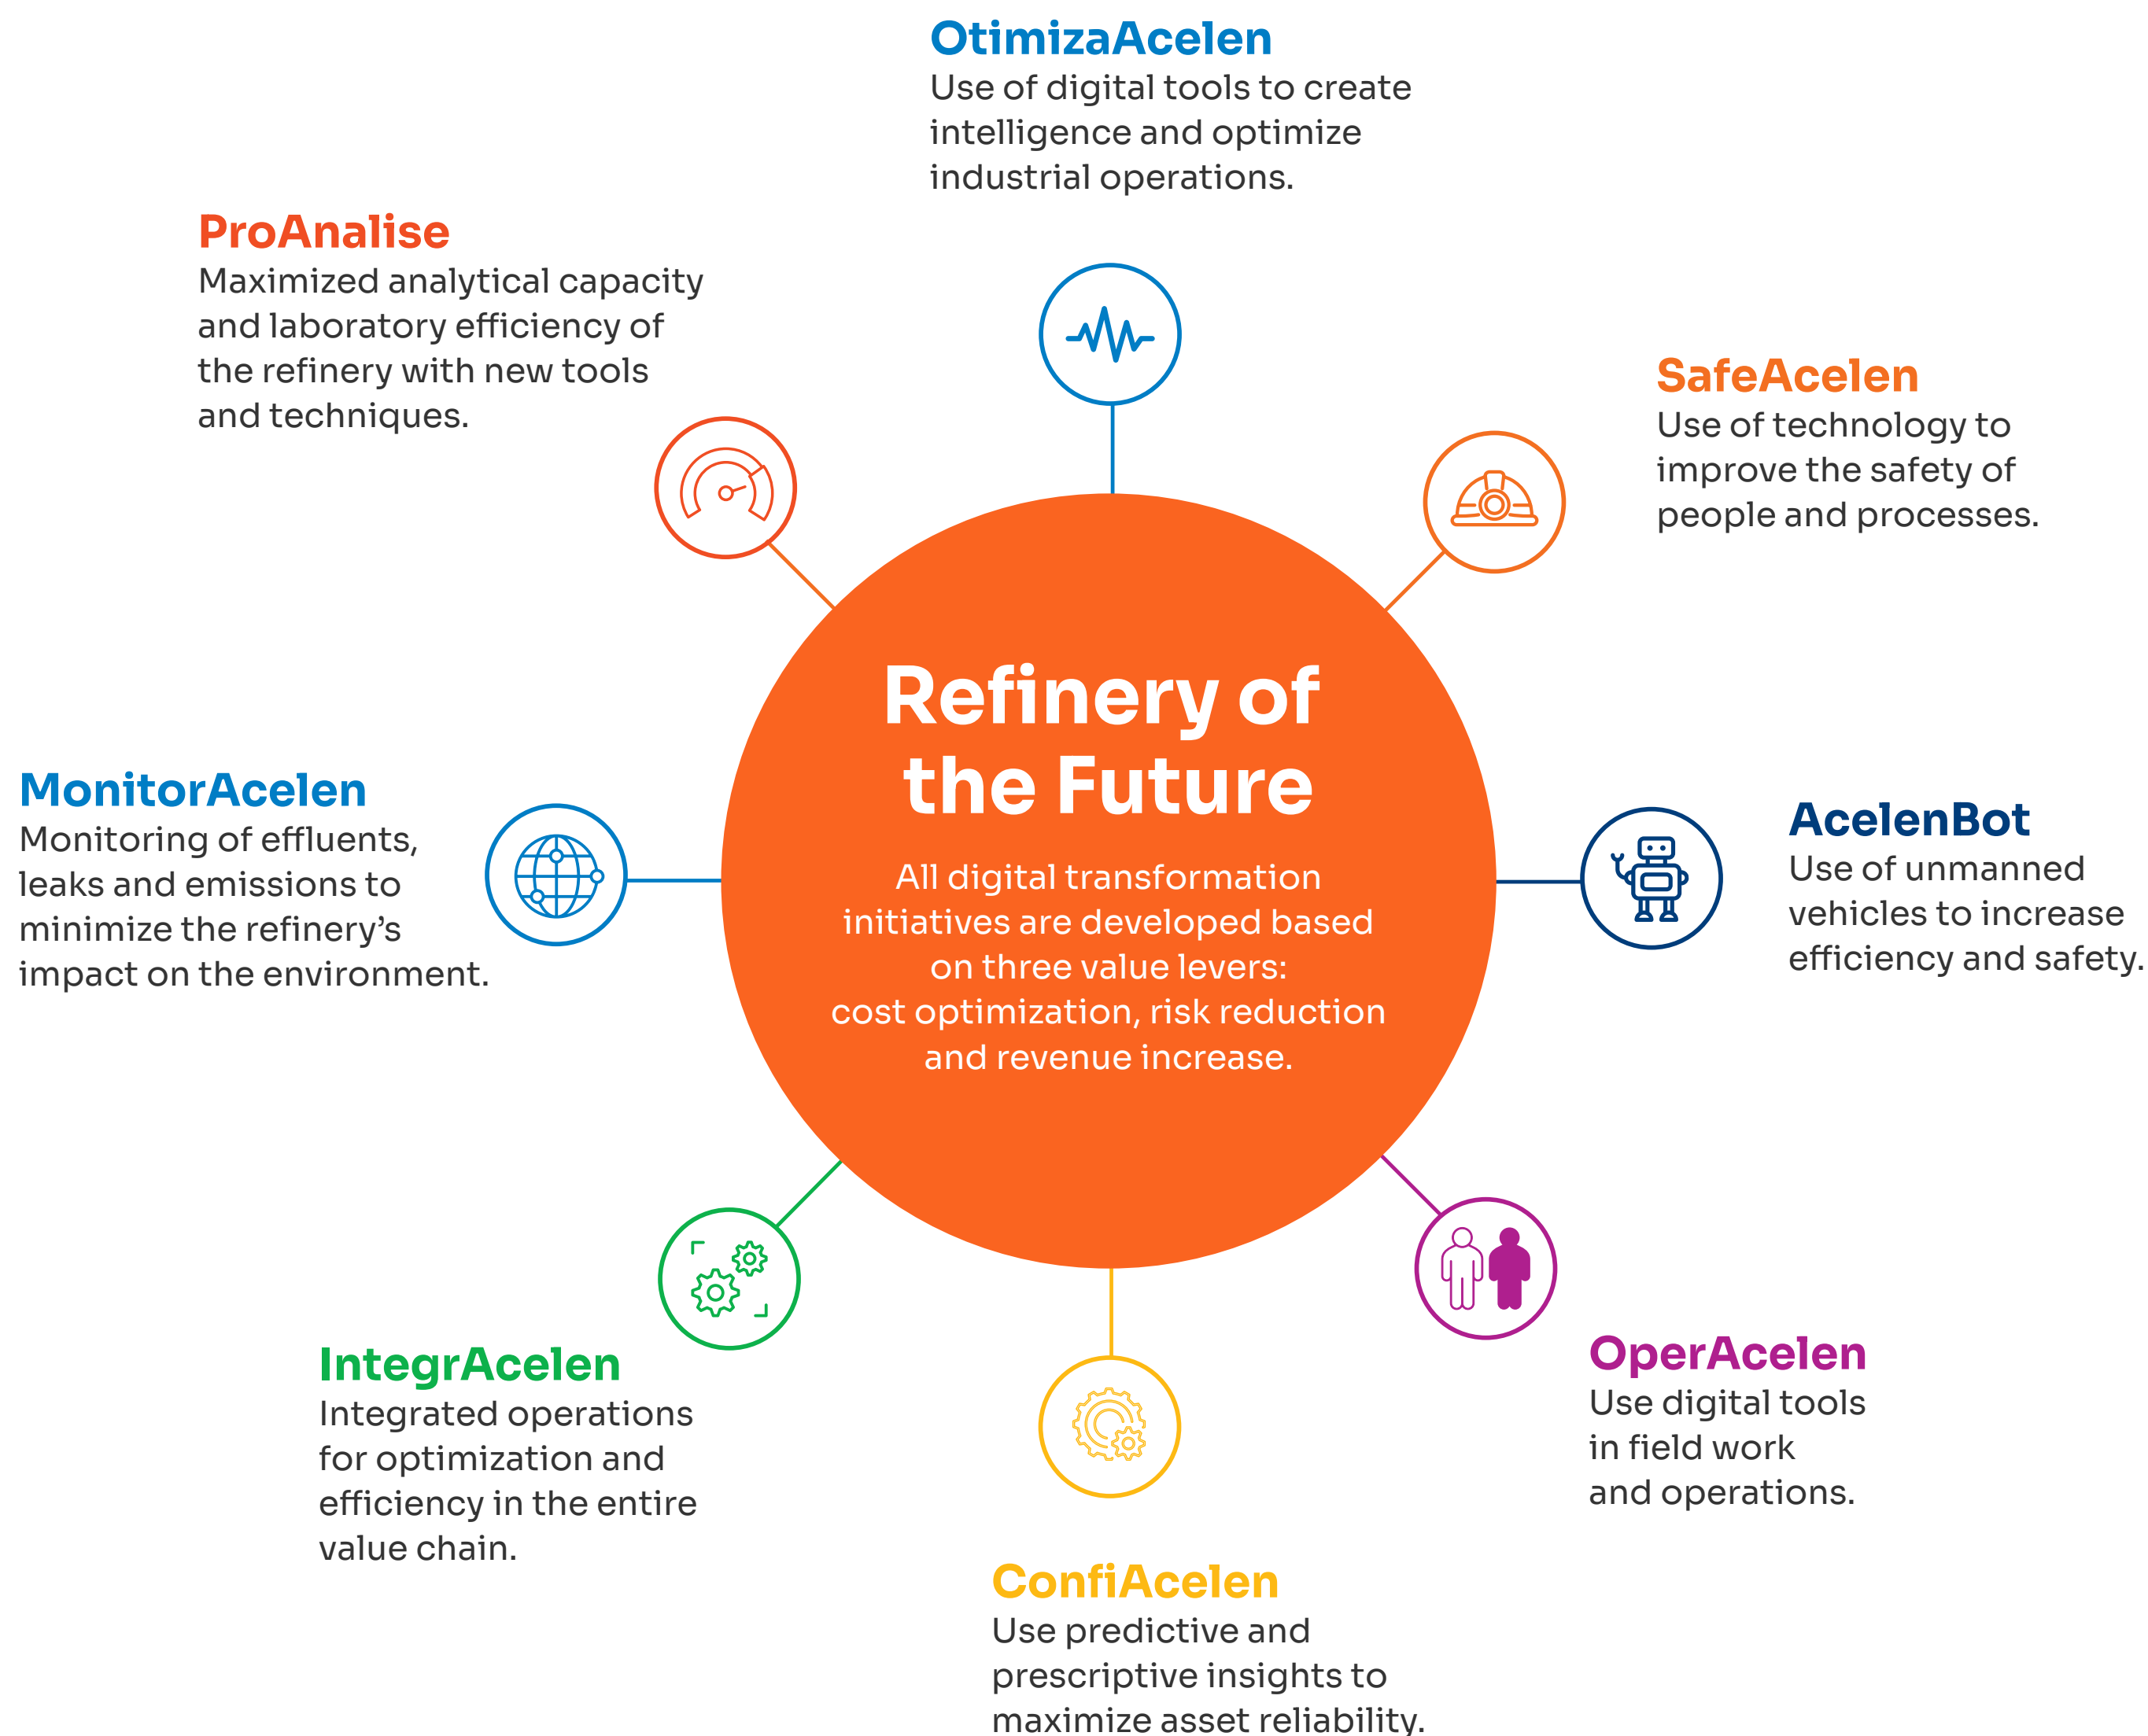 OtimizaAcelen
Use of digital tools to create
intelligence and optimize
industrial operations.
ProAnalise
Maximized analytical capacity
and laboratory efficiency of
the refinery with new tools
and techniques.
SafeAcelen
Use of technology to
improve the safety of
people and processes.
Refinery of
the Future
All digital transformation
initiatives are developed based
on three value levers:
cost optimization, risk reduction
and revenue increase.
MonitorAcelen
Monitoring of effluents,
leaks and emissions to
minimize the refinery’s
impact on the environment.
AcelenBot
Use of unmanned
vehicles to increase
efficiency and safety.
IntegrAcelen
Integrated operations
for optimization and
efficiency in the entire
value chain.
OperAcelen
Use digital tools
in field work
and operations.
ConfiAcelen
Use predictive and
prescriptive insights to
maximize asset reliability.